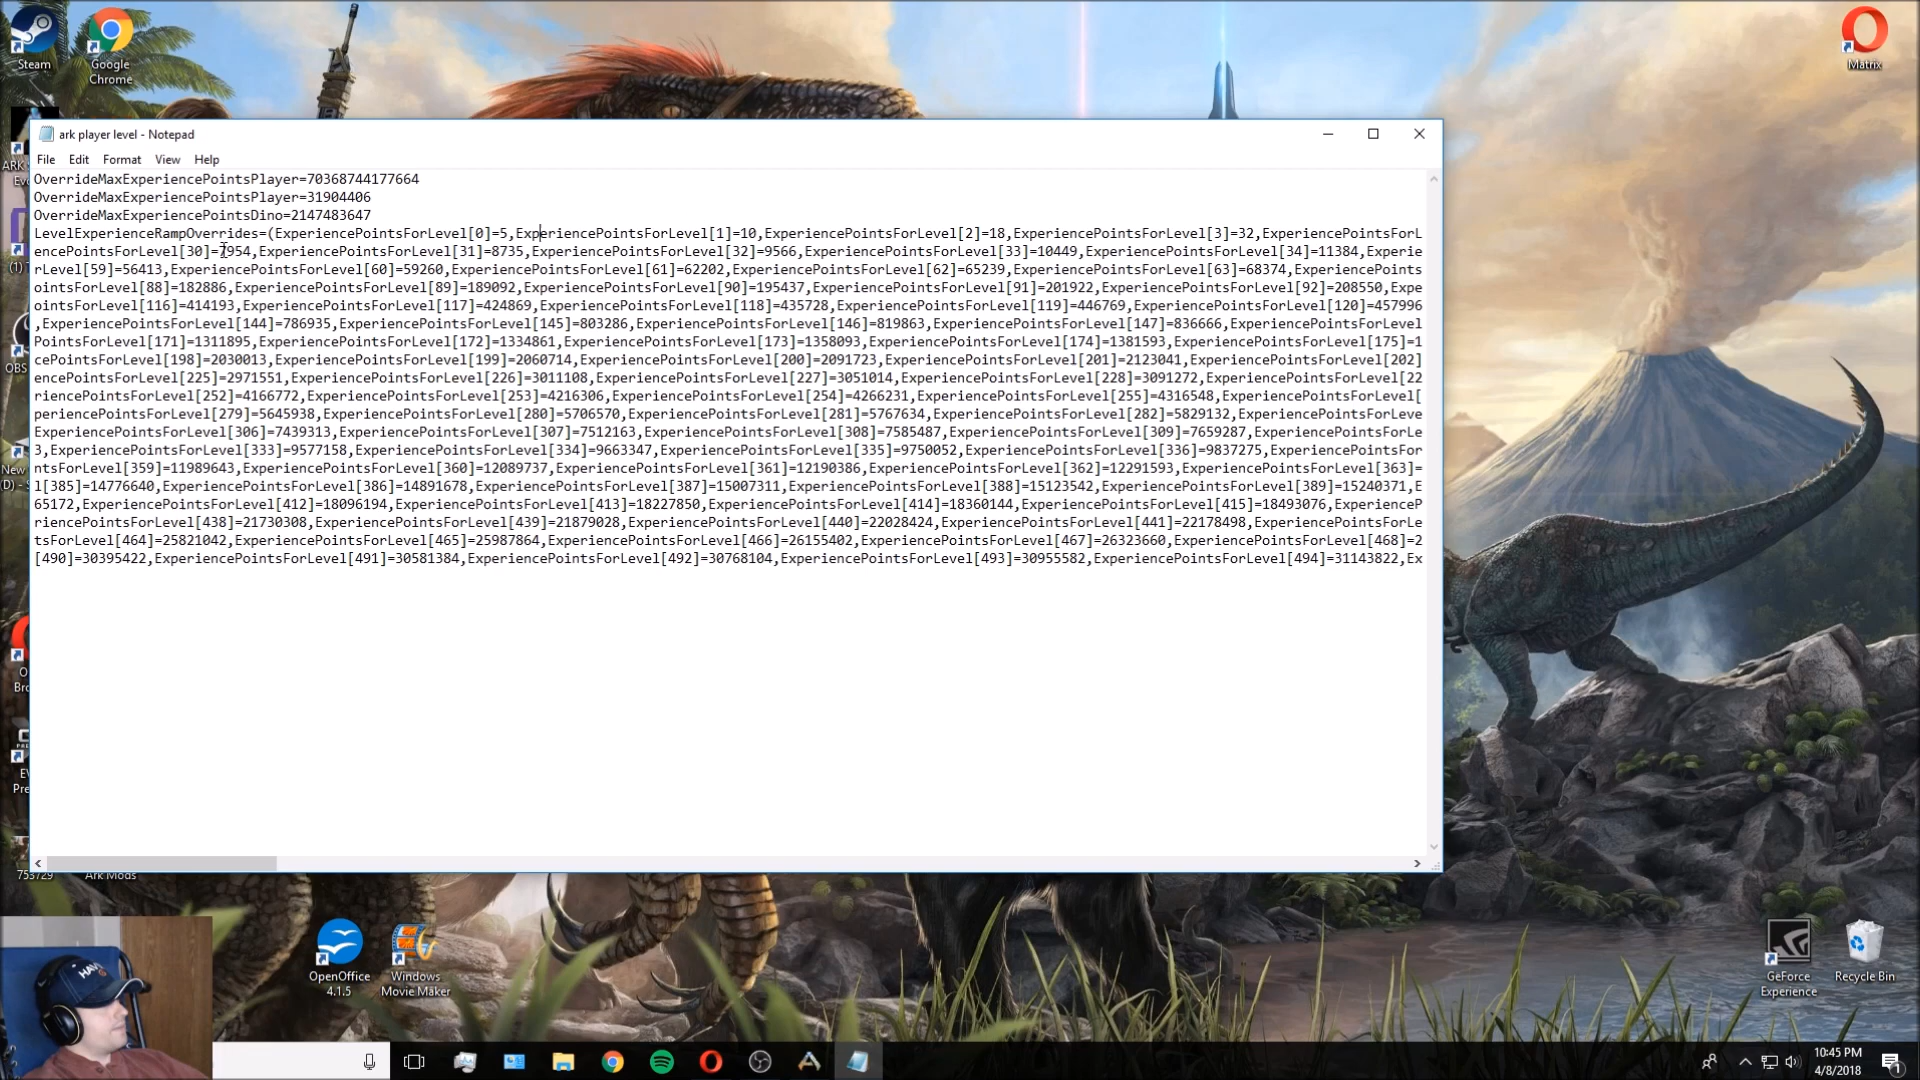 Steam
Google
Chrome
Matrix
ark player level - Notepad
File Edit Format View Help
OverrideMaxExperiencePointsPlayer=70368744177664
OverrideMaxExperiencePointsPlayer=31904406
OverrideMaxExperiencePointsDino=2147483647
LevelExperienceRampOverrides=(ExperiencePointsForLevel[0]=5,ExperiencePointsForLevel[1]=10,ExperiencePointsForLevel[2]=18,ExperiencePointsForLevel[3]=32,ExperiencePointsForL
encePointsForLevel[30]=7954,ExperiencePointsForLevel[31]=8735,ExperiencePointsForLevel[32]=9566,ExperiencePointsForLevel[33]=10449,ExperiencePointsForLevel[34]=11384,Experie
rLevel[59]=56413,ExperiencePointsForLevel[60]=59260,ExperiencePointsForLevel[61]=62202,ExperiencePointsForLevel[62]=65239,ExperiencePointsForLevel[63]=68374,ExperiencePoints
ointsForLevel[88]=182886,ExperiencePointsForLevel[89]=189092,ExperiencePointsForLevel[90]=195437,ExperiencePointsForLevel[91]=201922,ExperiencePointsForLevel[92]=208550,Expe
ointsForLevel[116]=414193,ExperiencePointsForLevel[117]=424869,ExperiencePointsForLevel[118]=435728,ExperiencePointsForLevel[119]=446769,ExperiencePointsForLevel[120]=457996
,ExperiencePointsForLevel[144]=786935,ExperiencePointsForLevel[145]=803286,ExperiencePointsForLevel[146]=819863,ExperiencePointsForLevel[147]=836666,ExperiencePointsForLevel
PointsForLevel[171]=1311895,ExperiencePointsForLevel[172]=1334861,ExperiencePointsForLevel[173]=1358093,ExperiencePointsForLevel[174]=1381593,ExperiencePointsForLevel[175]=1
cePointsForLevel[198]=2030013,ExperiencePointsForLevel[199]=2060714,ExperiencePointsForLevel[200]=2091723,ExperiencePointsForLevel[201]=2123041,ExperiencePointsForLevel[202]
encePointsForLevel[225]=2971551,ExperiencePointsForLevel[226]=3011108,ExperiencePointsForLevel[227]=3051014,ExperiencePointsForLevel[228]=3091272,ExperiencePointsForLevel[22
riencePointsForLevel[252]=4166772,ExperiencePointsForLevel[253]=4216306,ExperiencePointsForLevel[254]=4266231,ExperiencePointsForLevel[255]=4316548,ExperiencePointsForLevel[
periencePointsForLevel[279]=5645938,ExperiencePointsForLevel[280]=5706570,ExperiencePointsForLevel[281]=5767634,ExperiencePointsForLevel[282]=5829132,ExperiencePointsForLeve
ExperiencePointsForLevel[306]=7439313,ExperiencePointsForLevel[307]=7512163,ExperiencePointsForLevel[308]=7585487,ExperiencePointsForLevel[309]=7659287,ExperiencePointsForLe
3,ExperiencePointsForLevel[333]=9577158,ExperiencePointsForLevel[334]=9663347,ExperiencePointsForLevel[335]=9750052,ExperiencePointsForLevel[336]=9837275,ExperiencePointsFor
ntsForLevel[359]=11989643,ExperiencePointsForLevel[360]=12089737,ExperiencePointsForLevel[361]=12190386,ExperiencePointsForLevel[362]=12291593,ExperiencePointsForLevel[363]=
l[385]=14776640,ExperiencePointsForLevel[386]=14891678,ExperiencePointsForLevel[387]=15007311,ExperiencePointsForLevel[388]=15123542,ExperiencePointsForLevel[389]=15240371,E
65172,ExperiencePointsForLevel[412]=18096194,ExperiencePointsForLevel[413]=18227850,ExperiencePointsForLevel[414]=18360144,ExperiencePointsForLevel[415]=18493076,ExperienceP
riencePointsForLevel[438]=21730308,ExperiencePointsForLevel[439]=21879028,ExperiencePointsForLevel[440]=22028424,ExperiencePointsForLevel[441]=22178498,ExperiencePointsForLe
tsForLevel[464]=25821042,ExperiencePointsForLevel[465]=25987864,ExperiencePointsForLevel[466]=26155402,ExperiencePointsForLevel[467]=26323660,ExperiencePointsForLevel[468]=2
[490]=30395422,ExperiencePointsForLevel[491]=30581384,ExperiencePointsForLevel[492]=30768104,ExperiencePointsForLevel[493]=30955582,ExperiencePointsForLevel[494]=31143822,Ex
ARK
Ev
(1)
OBS
New
(D) -
O
Bro
E
Pre
753729
Ark Mods
OpenOffice
4.1.5
Windows
Movie Maker
GeForce
Experience
Recycle Bin
10:45 PM
4/8/2018